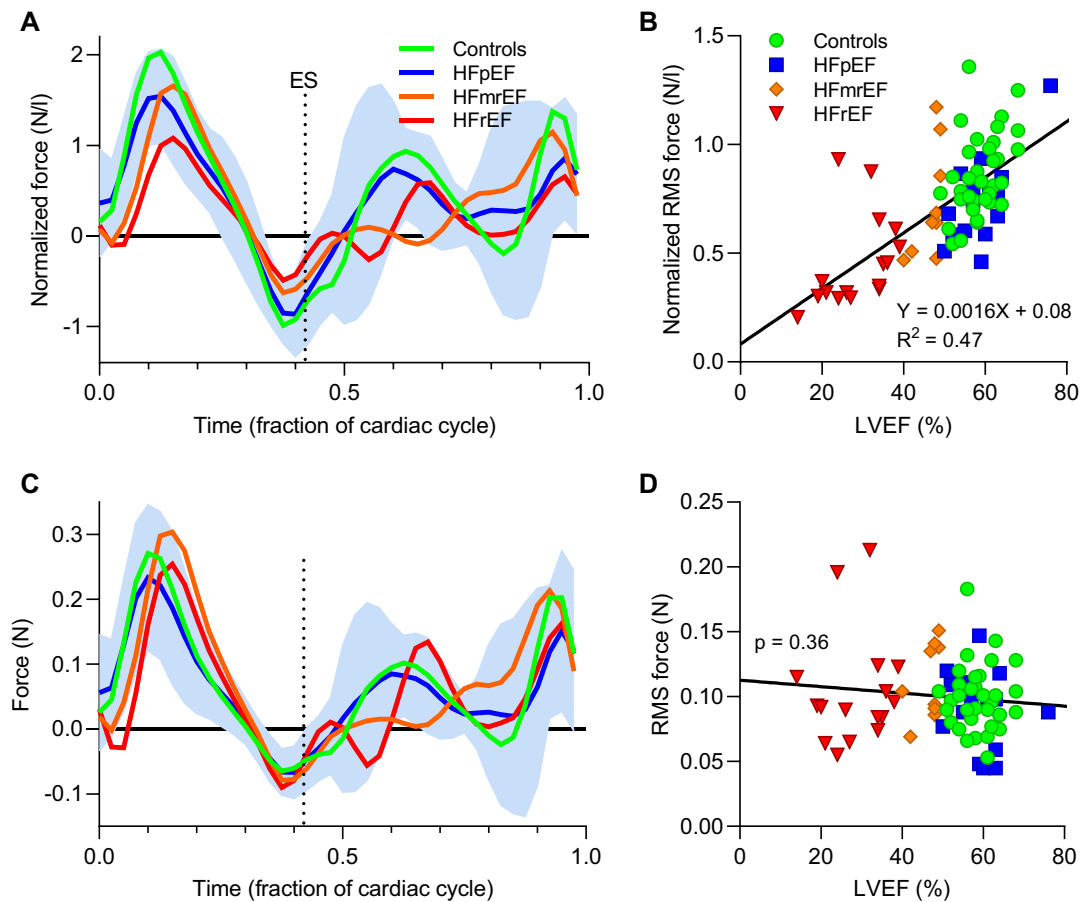 A
Normalized force (N/l)
2
1
0
-1
0.0
0.5
1.0
Time (fraction of cardiac cycle)
ES
Controls
HFpEF
HFmrEF
HFrEF
B
Normalized RMS force (N/l)
1.5
1.0
0.5
0.0
0
20
40
60
80
LVEF (%)
Controls
HFpEF
HFmrEF
HFrEF
Y = 0.0016X + 0.08
R² = 0.47
C
Force (N)
0.3
0.2
0.1
0.0
-0.1
0.0
0.5
1.0
Time (fraction of cardiac cycle)
D
RMS force (N)
0.25
0.20
0.15
0.10
0.05
0.00
0
20
40
60
80
LVEF (%)
p = 0.36